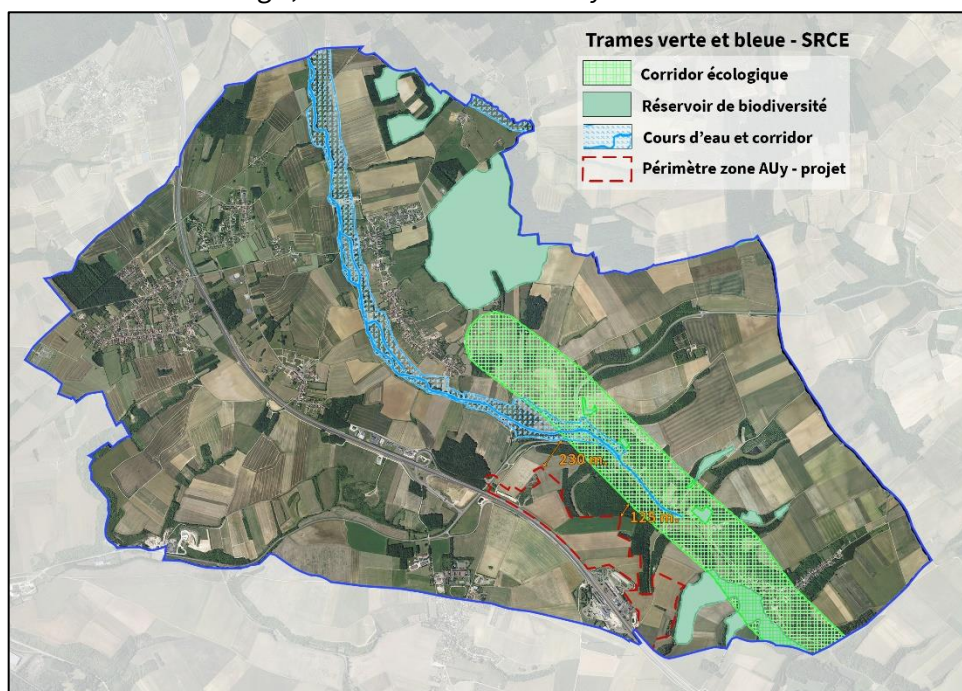 Trames verte et bleue - SRCE
Corridor écologique
Réservoir de biodiversité
Cours d'eau et corridor
Périmètre zone AUy - projet
230 m.
125 m.